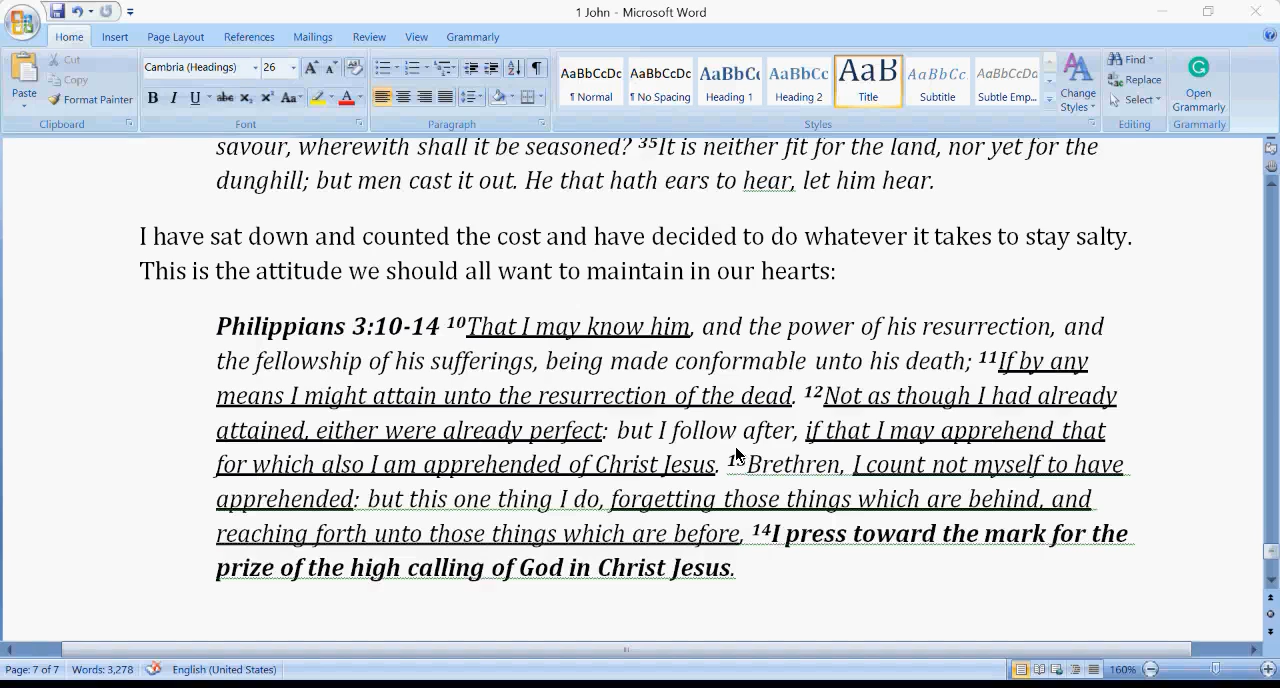 1 John - Microsoft Word
Home Insert Page Layout References Mailings Review View Grammarly
Paste
Cut
Copy
Format Painter
Clipboard
Cambria (Headings) 26
Font
Paragraph
AaBbCcDc AaBbCcDc AaBbCc AaBbCc AaB AaBbCc AaBbCcDc
¶ Normal ¶ No Spacing Heading 1 Heading 2 Title Subtitle Subtle Emp...
Styles
Change Styles
Find
Replace
Select
Editing
Open Grammarly
Grammarly
savour, wherewith shall it be seasoned? ³⁵It is neither fit for the land, nor yet for the
dunghill; but men cast it out. He that hath ears to hear, let him hear.
I have sat down and counted the cost and have decided to do whatever it takes to stay salty.
This is the attitude we should all want to maintain in our hearts:
Philippians 3:10-14 ¹⁰That I may know him, and the power of his resurrection, and
the fellowship of his sufferings, being made conformable unto his death; ¹¹If by any
means I might attain unto the resurrection of the dead. ¹²Not as though I had already
attained, either were already perfect: but I follow after, if that I may apprehend that
for which also I am apprehended of Christ Jesus. ¹³Brethren, I count not myself to have
apprehended: but this one thing I do, forgetting those things which are behind, and
reaching forth unto those things which are before, ¹⁴I press toward the mark for the
prize of the high calling of God in Christ Jesus.
Page: 7 of 7 Words: 3,278 English (United States) 160%